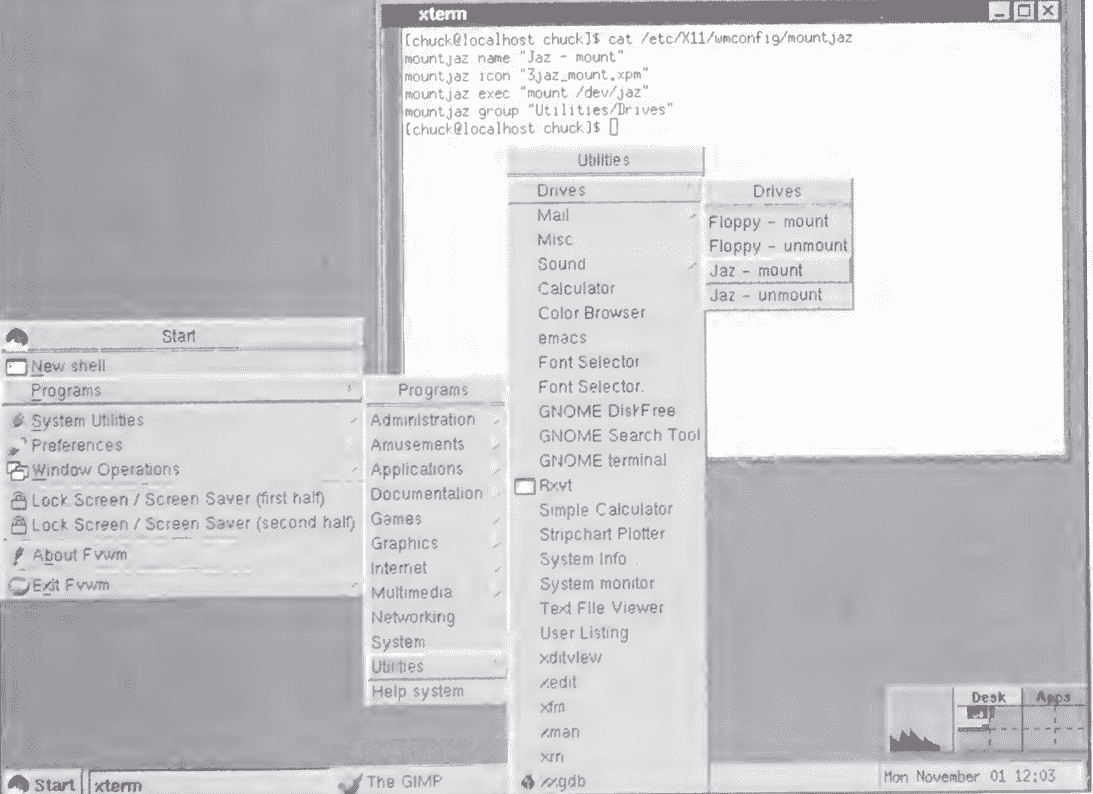 xterm
[chuck@localhost chuck]$ cat /etc/X11/wmconfig/mountjaz
mountjaz name "Jaz - mount"
mountjaz icon "3jaz_mount.xpm"
mountjaz exec "mount /dev/jaz"
mountjaz group "Utilities/Drives"
[chuck@localhost chuck]$
Utilities
Drives
Mail
Misc
Sound
Calculator
Color Browser
emacs
Font Selector
Font Selector
GNOME DiskFree
GNOME Search Tool
GNOME terminal
Rxvt
Simple Calculator
Stripchart Plotter
System Info
System monitor
Text File Viewer
User Listing
xditview
xedit
xfm
xman
xrn
xxgdb
Drives
Floppy - mount
Floppy - unmount
Jaz - mount
Jaz - unmount
Start
New shell
Programs
System Utilities
Preferences
Window Operations
Lock Screen / Screen Saver (first half)
Lock Screen / Screen Saver (second half)
About Fvwm
Exit Fvwm
Programs
Administration
Amusements
Applications
Documentation
Games
Graphics
Internet
Multimedia
Networking
System
Utilities
Help system
Desk Apps
Start xterm The GIMP
Mon November 01 12:03